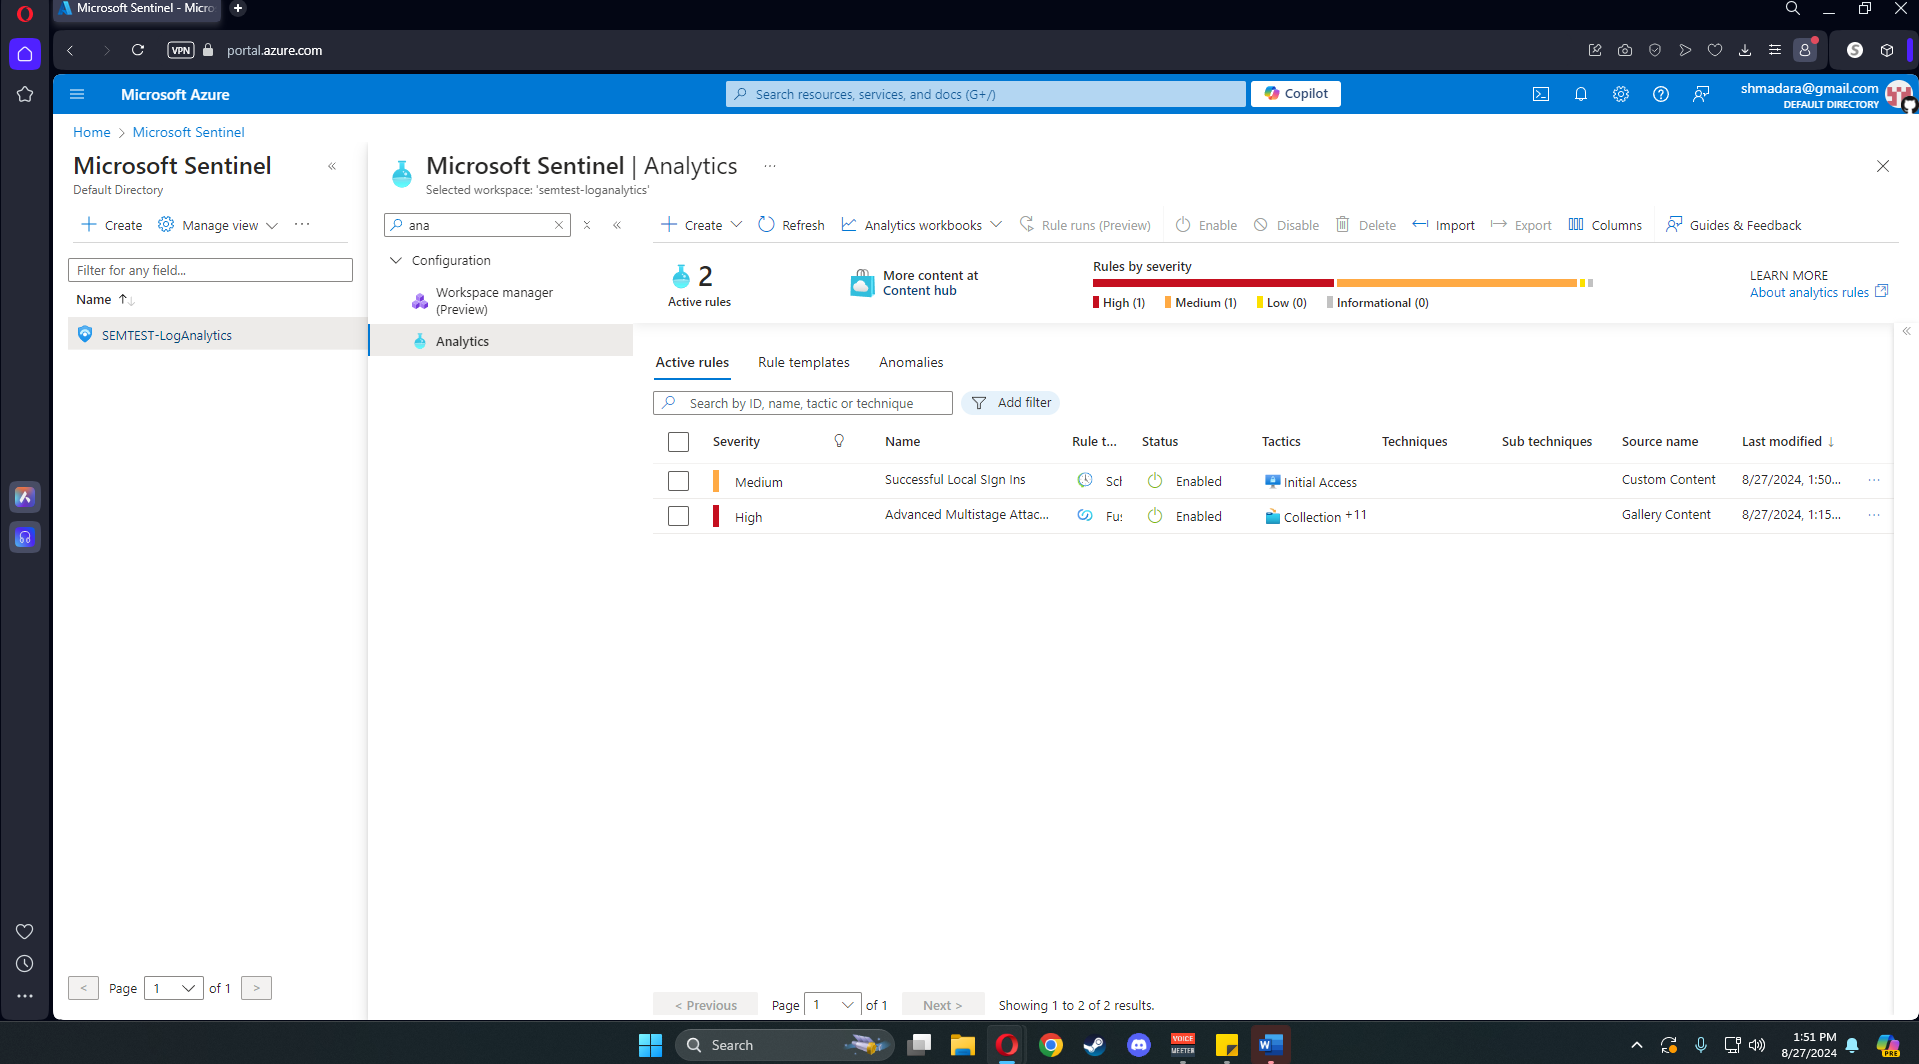 Microsoft Sentinel - Micro
VPN
portal.azure.com
Microsoft Azure
Search resources, services, and docs (G+/)
Copilot
shmadara@gmail.com
DEFAULT DIRECTORY
Home > Microsoft Sentinel
Microsoft Sentinel
Default Directory
Create
Manage view
Filter for any field...
Name
SEMTEST-LogAnalytics
< Page 1 of 1 >
Microsoft Sentinel | Analytics
Selected workspace: 'semtest-loganalytics'
ana
Configuration
Workspace manager
(Preview)
Analytics
Create
Refresh
Analytics workbooks
Rule runs (Preview)
Enable
Disable
Delete
Import
Export
Columns
Guides & Feedback
2
Active rules
More content at
Content hub
Rules by severity
High (1) Medium (1) Low (0) Informational (0)
LEARN MORE
About analytics rules
Active rules Rule templates Anomalies
Search by ID, name, tactic or technique
Add filter
Severity Name Rule t... Status Tactics Techniques Sub techniques Source name Last modified ↓
Medium Successful Local SIgn Ins Scl Enabled Initial Access Custom Content 8/27/2024, 1:50... ...
High Advanced Multistage Attac... Fu: Enabled Collection +11 Gallery Content 8/27/2024, 1:15... ...
< Previous Page 1 of 1 Next > Showing 1 to 2 of 2 results.
Search
VOICE
MEETER
W
PRE
1:51 PM
8/27/2024